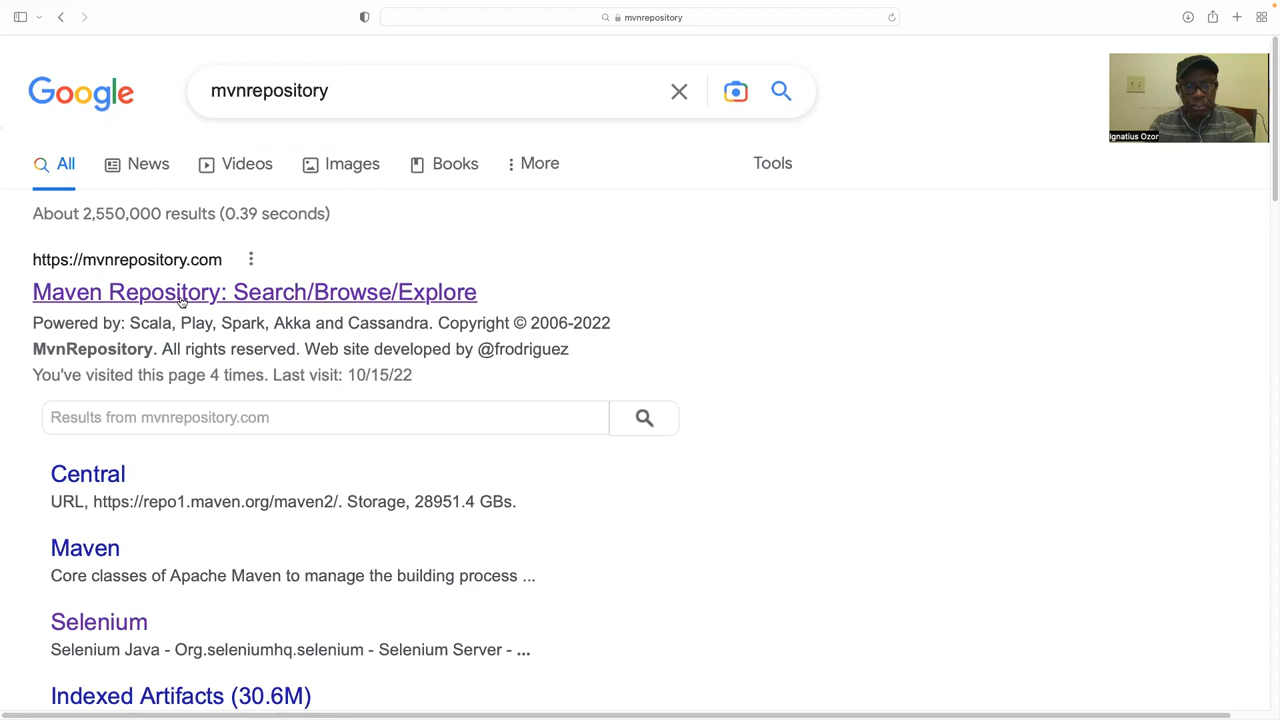 mvnrepository
Google
mvnrepository
Ignatius Ozor
All
News
Videos
Images
Books
More
Tools
About 2,550,000 results (0.39 seconds)
https://mvnrepository.com
Maven Repository: Search/Browse/Explore
Powered by: Scala, Play, Spark, Akka and Cassandra. Copyright © 2006-2022
MvnRepository. All rights reserved. Web site developed by @frodriguez
You've visited this page 4 times. Last visit: 10/15/22
Results from mvnrepository.com
Central
URL, https://repo1.maven.org/maven2/. Storage, 28951.4 GBs.
Maven
Core classes of Apache Maven to manage the building process ...
Selenium
Selenium Java - Org.seleniumhq.selenium - Selenium Server - ...
Indexed Artifacts (30.6M)